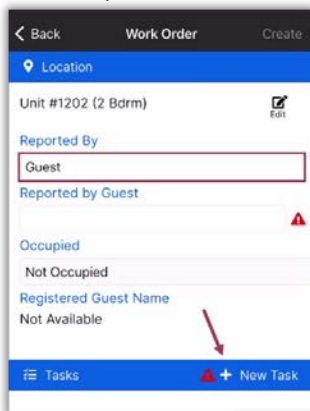 Back Work Order Create
Location
Unit #1202 (2 Bdrm)
Edit
Reported By
Guest
Reported by Guest
Occupied
Not Occupied
Registered Guest Name
Not Available
Tasks + New Task